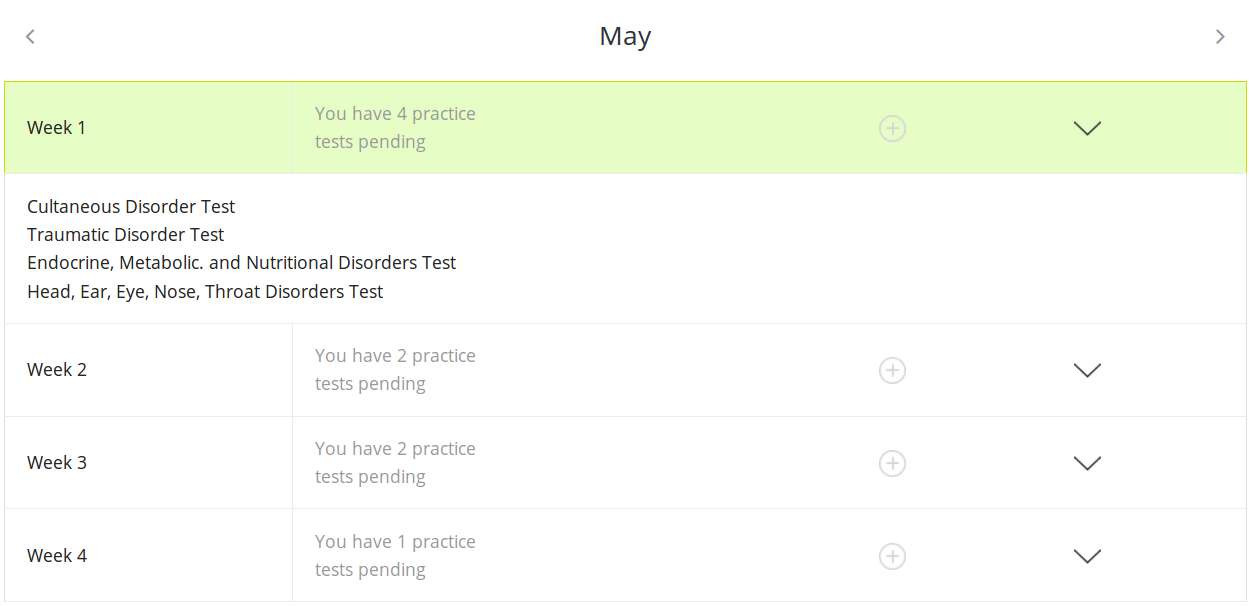 May
Week 1
You have 4 practice
tests pending
Cultaneous Disorder Test
Traumatic Disorder Test
Endocrine, Metabolic. and Nutritional Disorders Test
Head, Ear, Eye, Nose, Throat Disorders Test
Week 2
You have 2 practice
tests pending
Week 3
You have 2 practice
tests pending
Week 4
You have 1 practice
tests pending